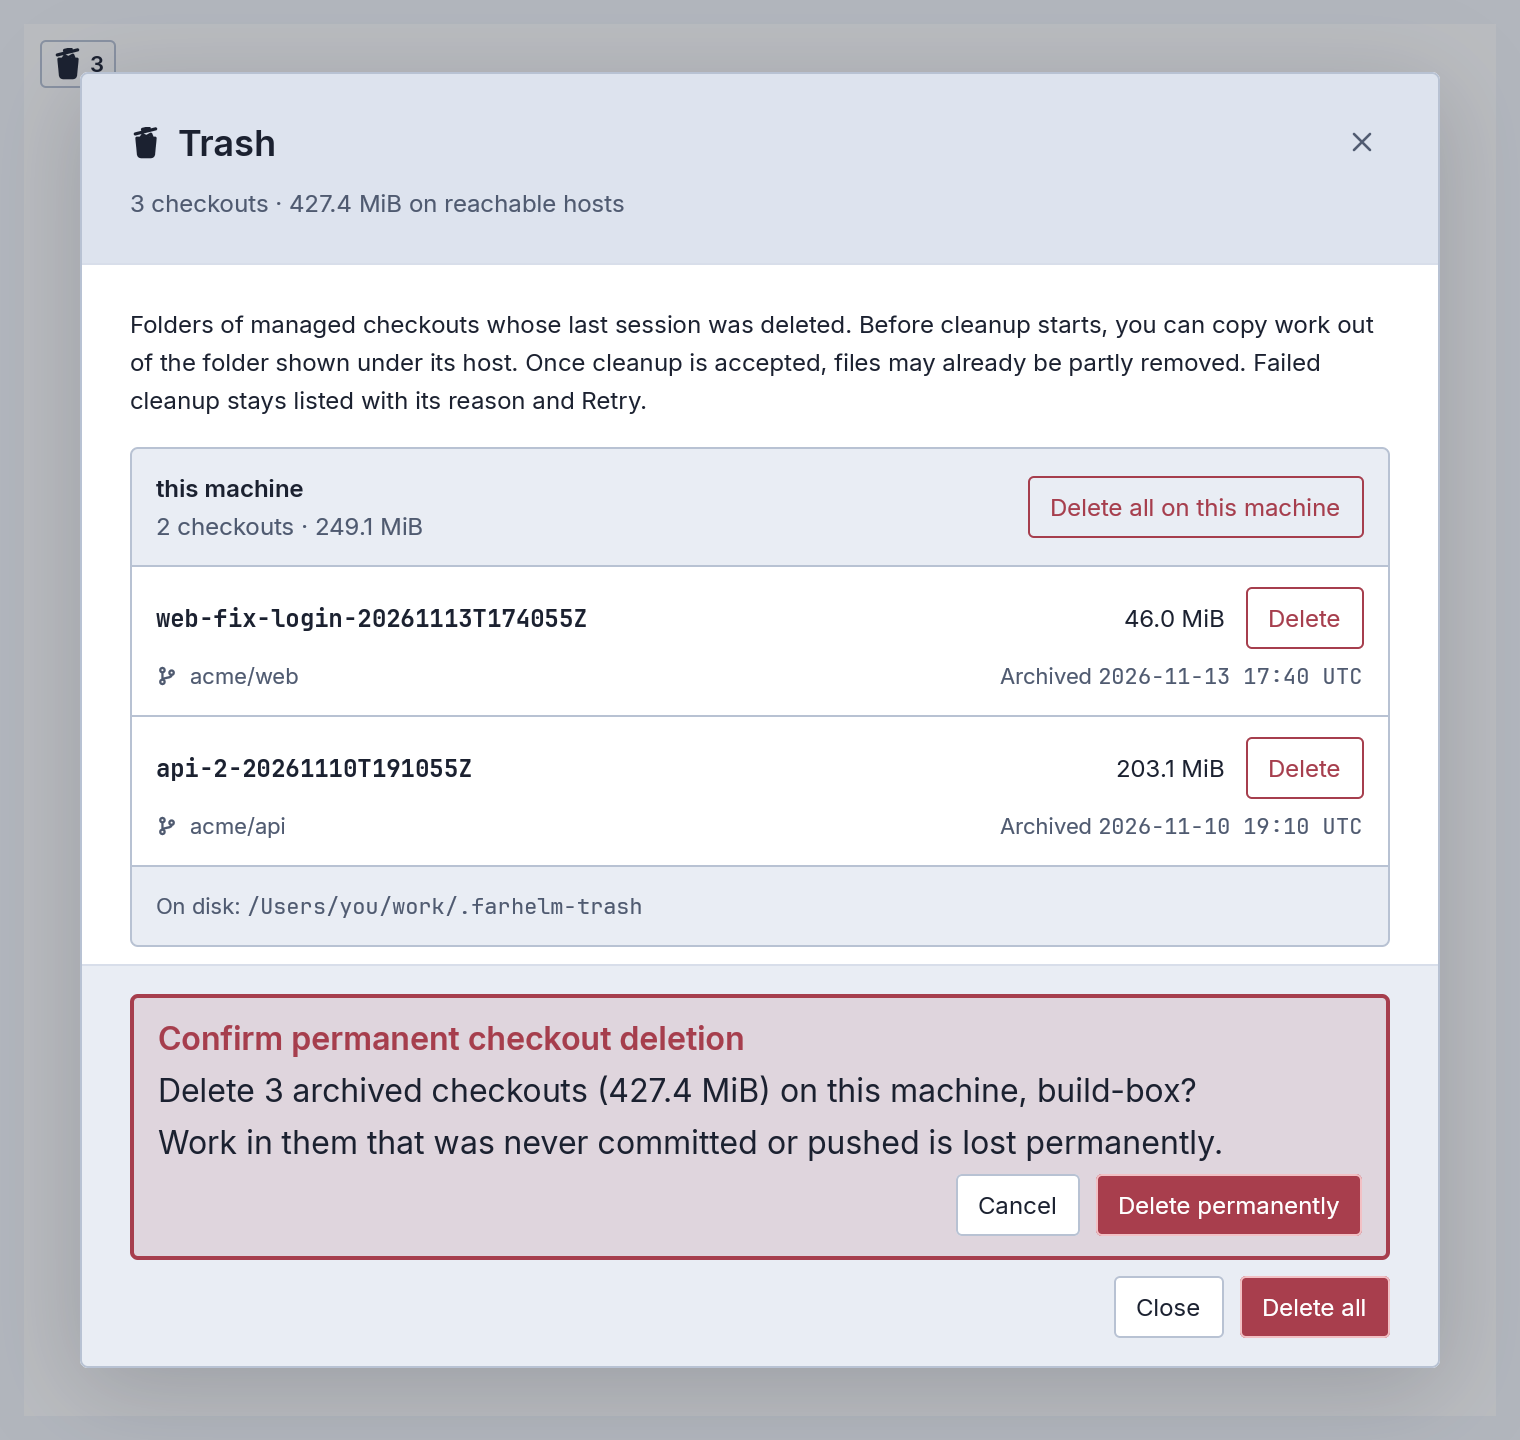 3
Trash
3 checkouts · 427.4 MiB on reachable hosts
Folders of managed checkouts whose last session was deleted. Before cleanup starts, you can copy work out
of the folder shown under its host. Once cleanup is accepted, files may already be partly removed. Failed
cleanup stays listed with its reason and Retry.
this machine
2 checkouts · 249.1 MiB
Delete all on this machine
web-fix-login-20261113T174055Z
46.0 MiB
Delete
acme/web
Archived 2026-11-13 17:40 UTC
api-2-20261110T191055Z
203.1 MiB
Delete
acme/api
Archived 2026-11-10 19:10 UTC
On disk: /Users/you/work/.farhelm-trash
Confirm permanent checkout deletion
Delete 3 archived checkouts (427.4 MiB) on this machine, build-box?
Work in them that was never committed or pushed is lost permanently.
Cancel
Delete permanently
Close
Delete all